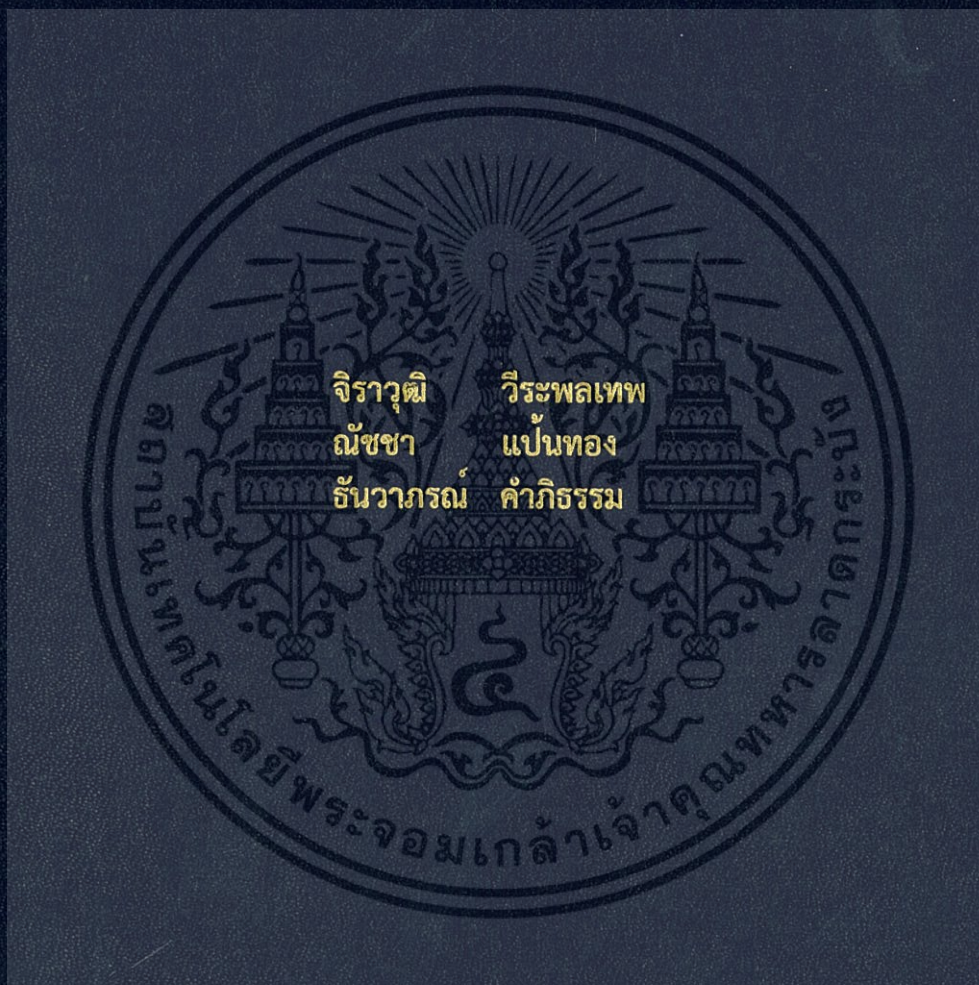 จิราวุฒิ วีระพลเทพ
ณัชชา แป้นทอง
ธันวาภรณ์ คำภิธรรม
สถาบันเทคโนโลยีพระจอมเกล้าเจ้าคุณทหารลาดกระบัง
๔